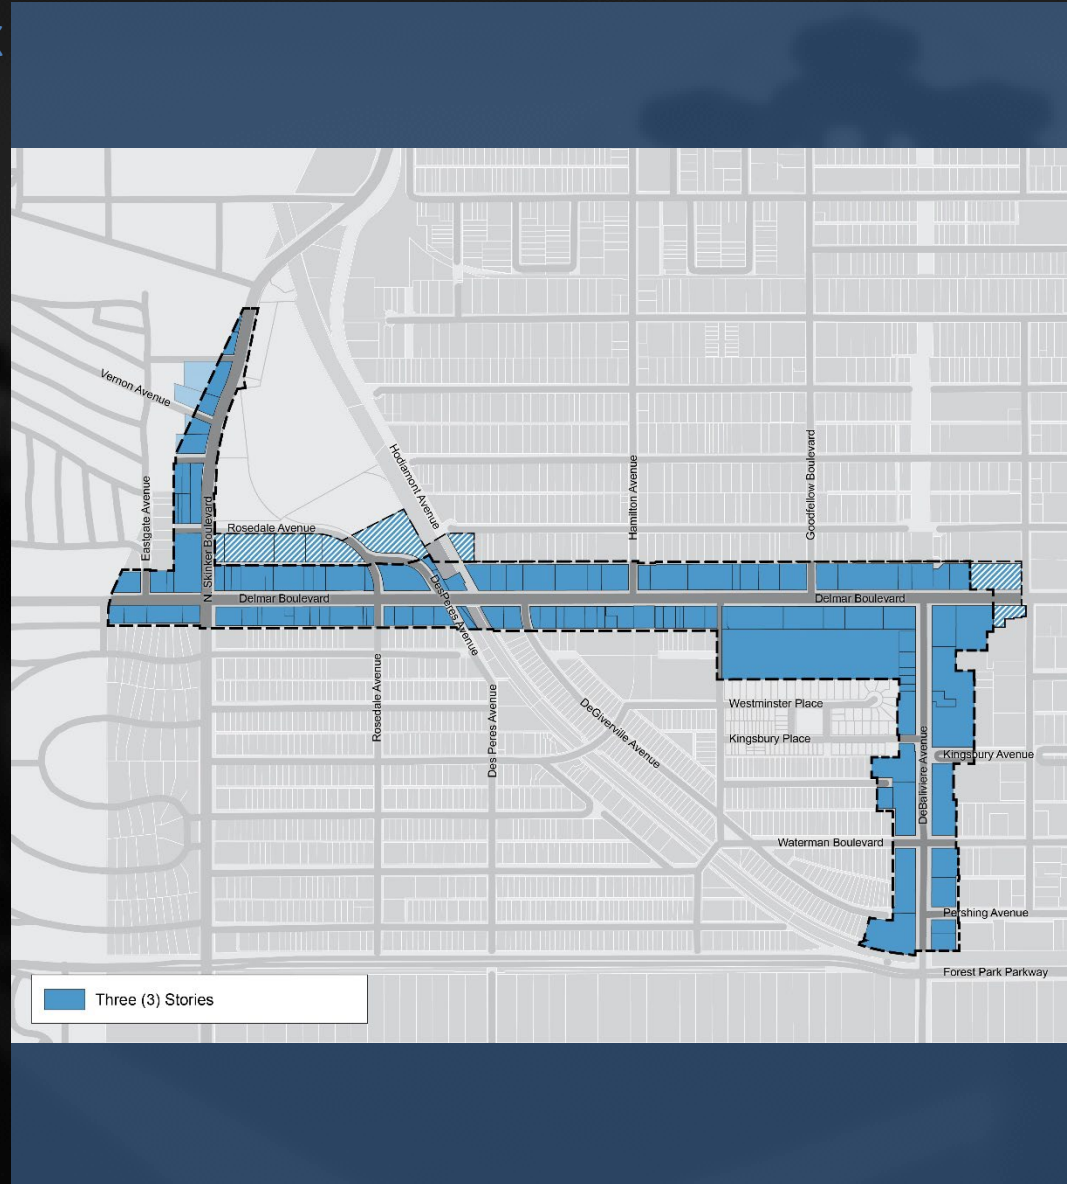 Vernon Avenue
Eastgate Avenue
N. Skinker Boulevard
Rosedale Avenue
Hodiamont Avenue
Hamilton Avenue
Goodfellow Boulevard
Delmar Boulevard
DesPeres Avenue
Delmar Boulevard
Rosedale Avenue
Des Peres Avenue
DeGiverville Avenue
Westminster Place
Kingsbury Place
DeBaliviere Avenue
Kingsbury Avenue
Waterman Boulevard
Pershing Avenue
Forest Park Parkway
Three (3) Stories